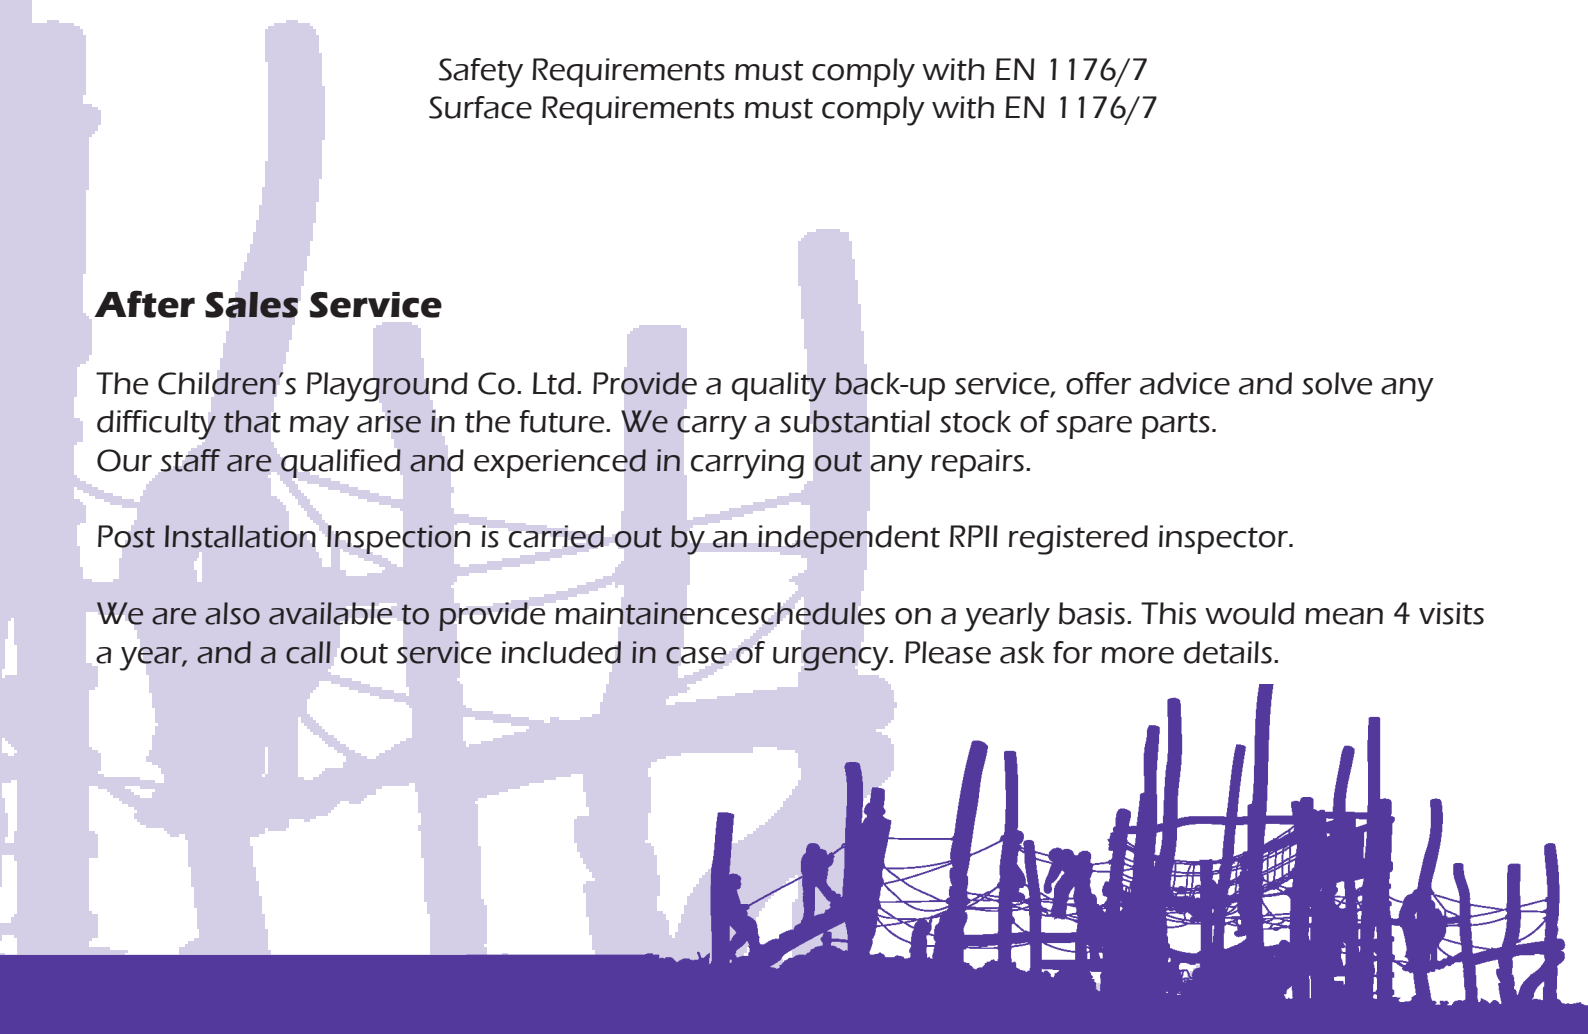 Safety Requirements must comply with EN 1176/7
Surface Requirements must comply with EN 1176/7
After Sales Service
The Children’s Playground Co. Ltd. Provide a quality back-up service, offer advice and solve any
difficulty that may arise in the future. We carry a substantial stock of spare parts.
Our staff are qualified and experienced in carrying out any repairs.
Post Installation Inspection is carried out by an independent RPII registered inspector.
We are also available to provide maintainenceschedules on a yearly basis. This would mean 4 visits
a year, and a call out service included in case of urgency. Please ask for more details.